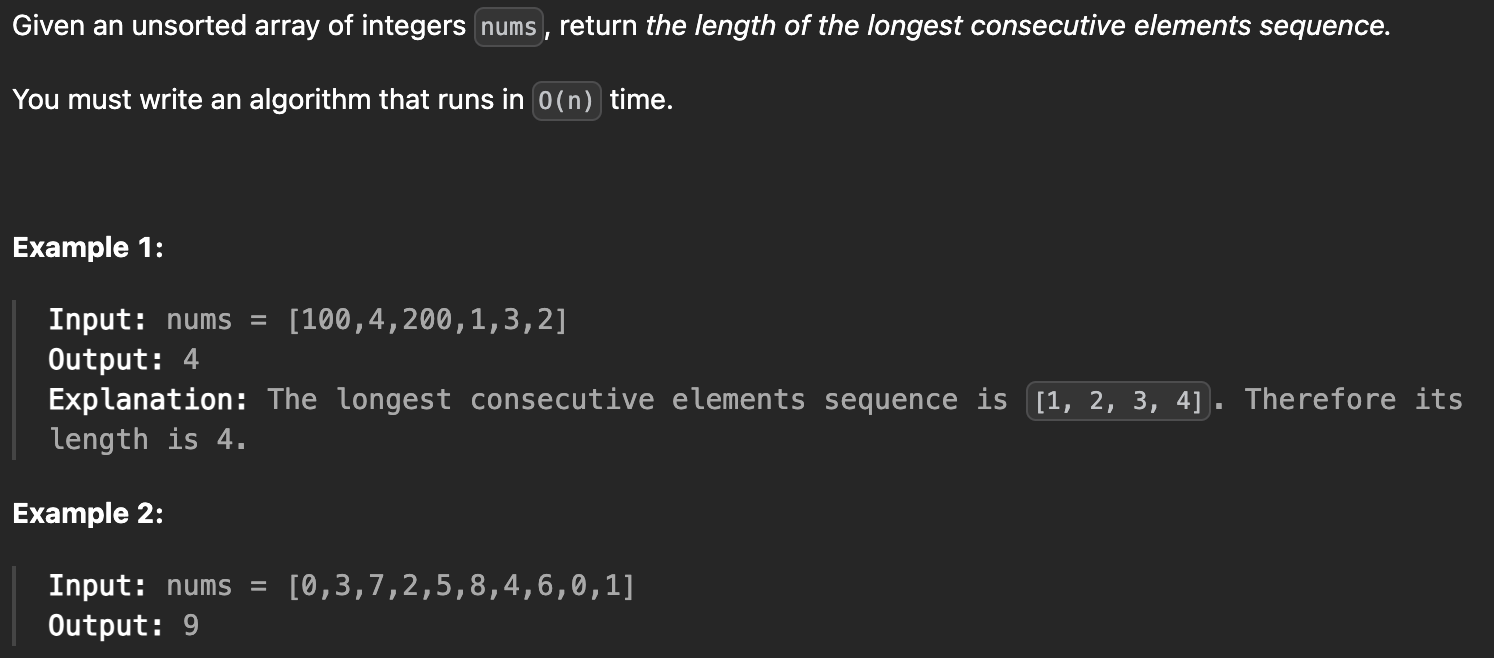 Given an unsorted array of integers nums, return the length of the longest consecutive elements sequence.
You must write an algorithm that runs in O(n) time.
Example 1:
Input: nums = [100,4,200,1,3,2]
Output: 4
Explanation: The longest consecutive elements sequence is [1, 2, 3, 4]. Therefore its
length is 4.
Example 2:
Input: nums = [0,3,7,2,5,8,4,6,0,1]
Output: 9